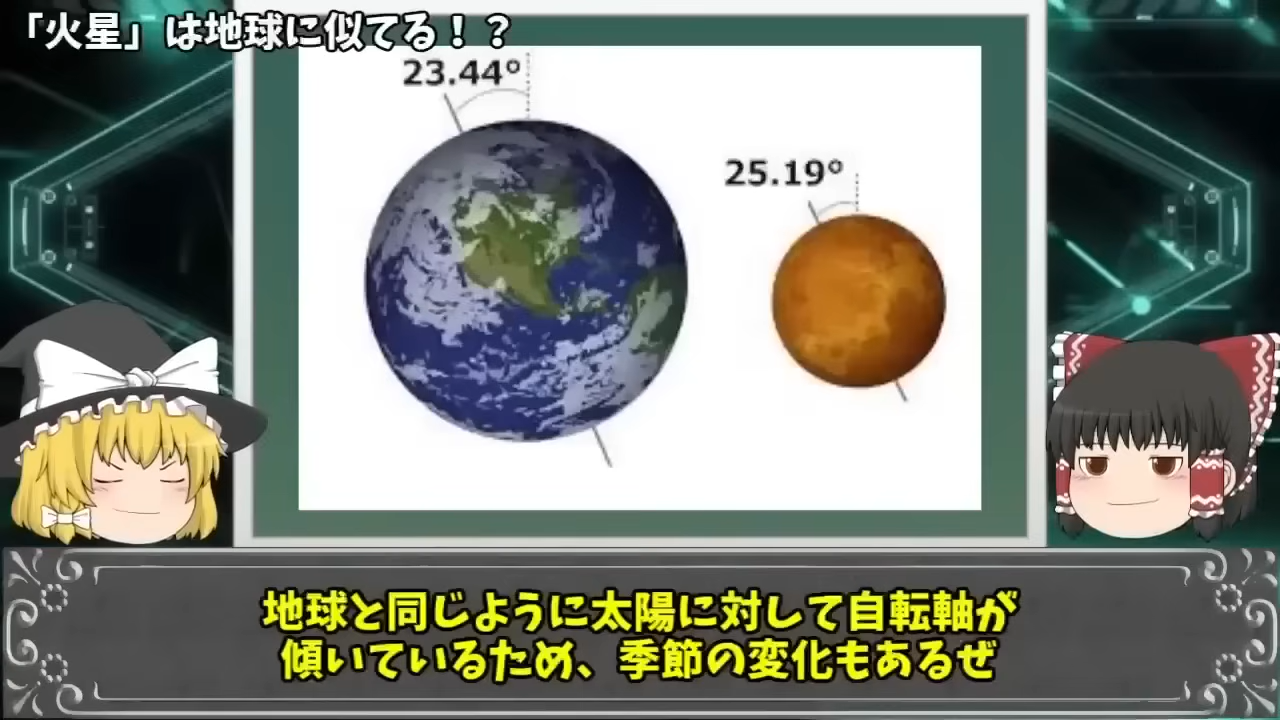 「火星」は地球に似てる！？
23.44°
25.19°
地球と同じように太陽に対して自転軸が
傾いているため、季節の変化もあるぜ